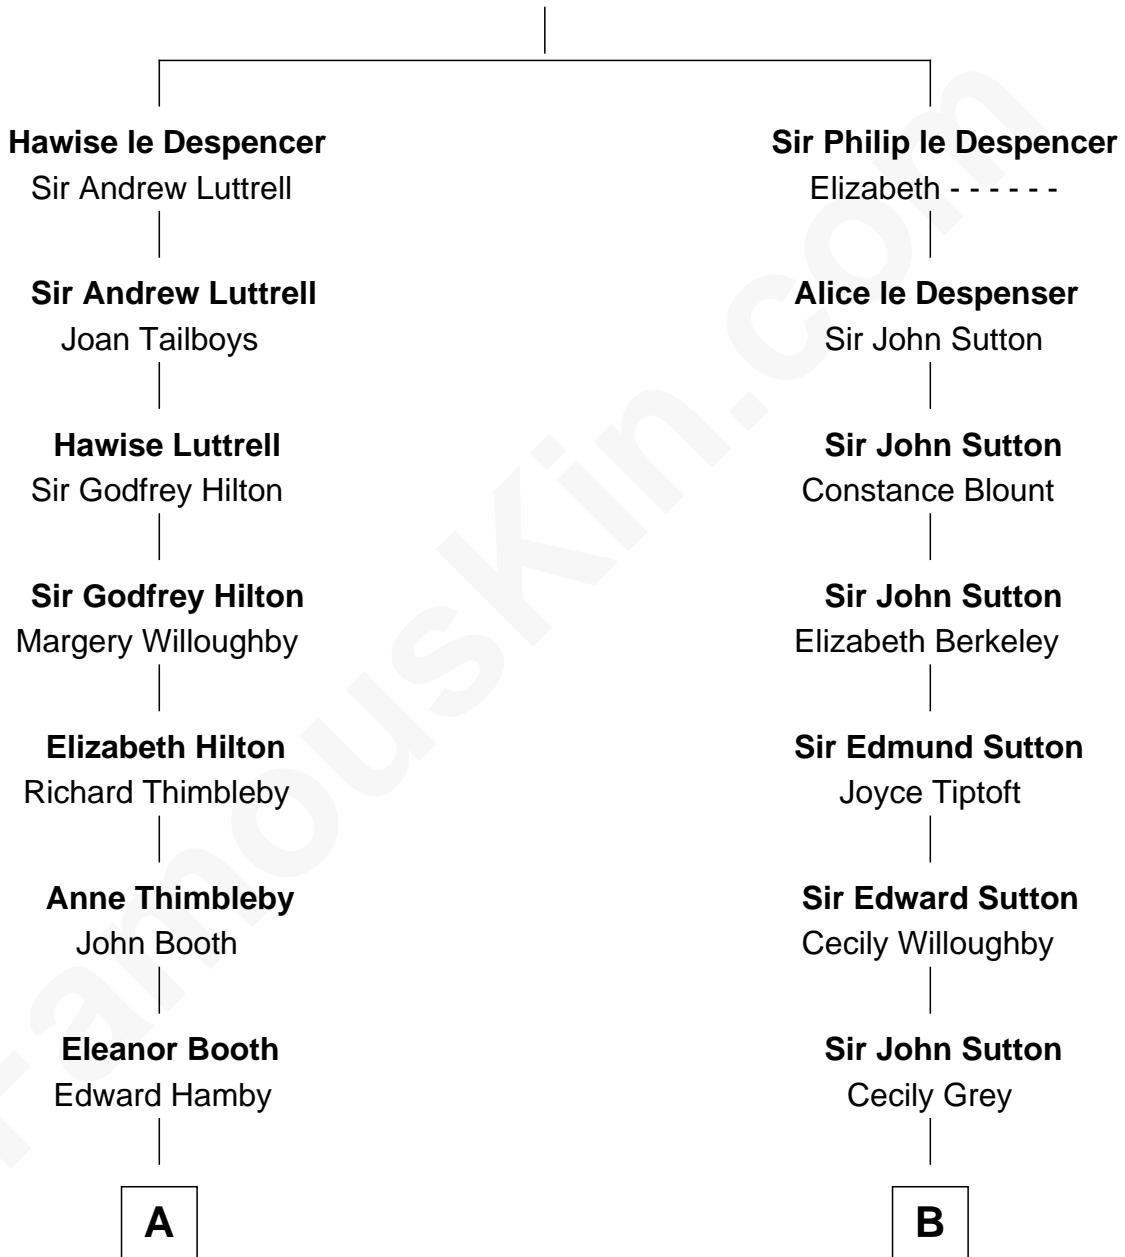 Hawise le Despencer
Sir Andrew Luttrell
Sir Philip le Despencer
Elizabeth - - - - - -
Sir Andrew Luttrell
Joan Tailboys
Alice le Despenser
Sir John Sutton
Hawise Luttrell
Sir Godfrey Hilton
Sir John Sutton
Constance Blount
Sir Godfrey Hilton
Margery Willoughby
Sir John Sutton
Elizabeth Berkeley
Elizabeth Hilton
Richard Thimbleby
Sir Edmund Sutton
Joyce Tiptoft
Anne Thimbleby
John Booth
Sir Edward Sutton
Cecily Willoughby
Eleanor Booth
Edward Hamby
Sir John Sutton
Cecily Grey
A
B
FamousKin.com